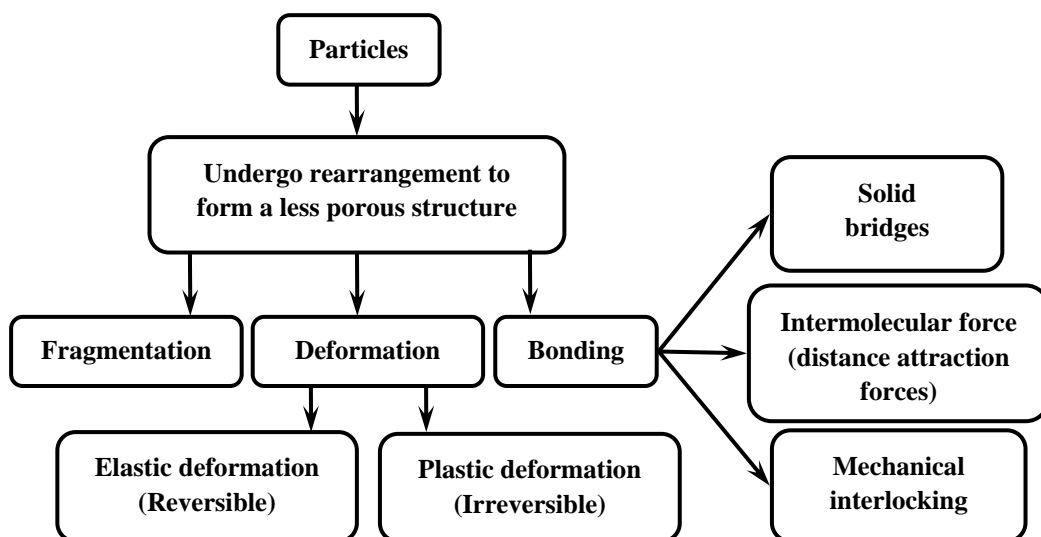 Particles
Undergo rearrangement to
form a less porous structure
Fragmentation
Deformation
Bonding
Solid
bridges
Intermolecular force
(distance attraction
forces)
Mechanical
interlocking
Elastic deformation
(Reversible)
Plastic deformation
(Irreversible)